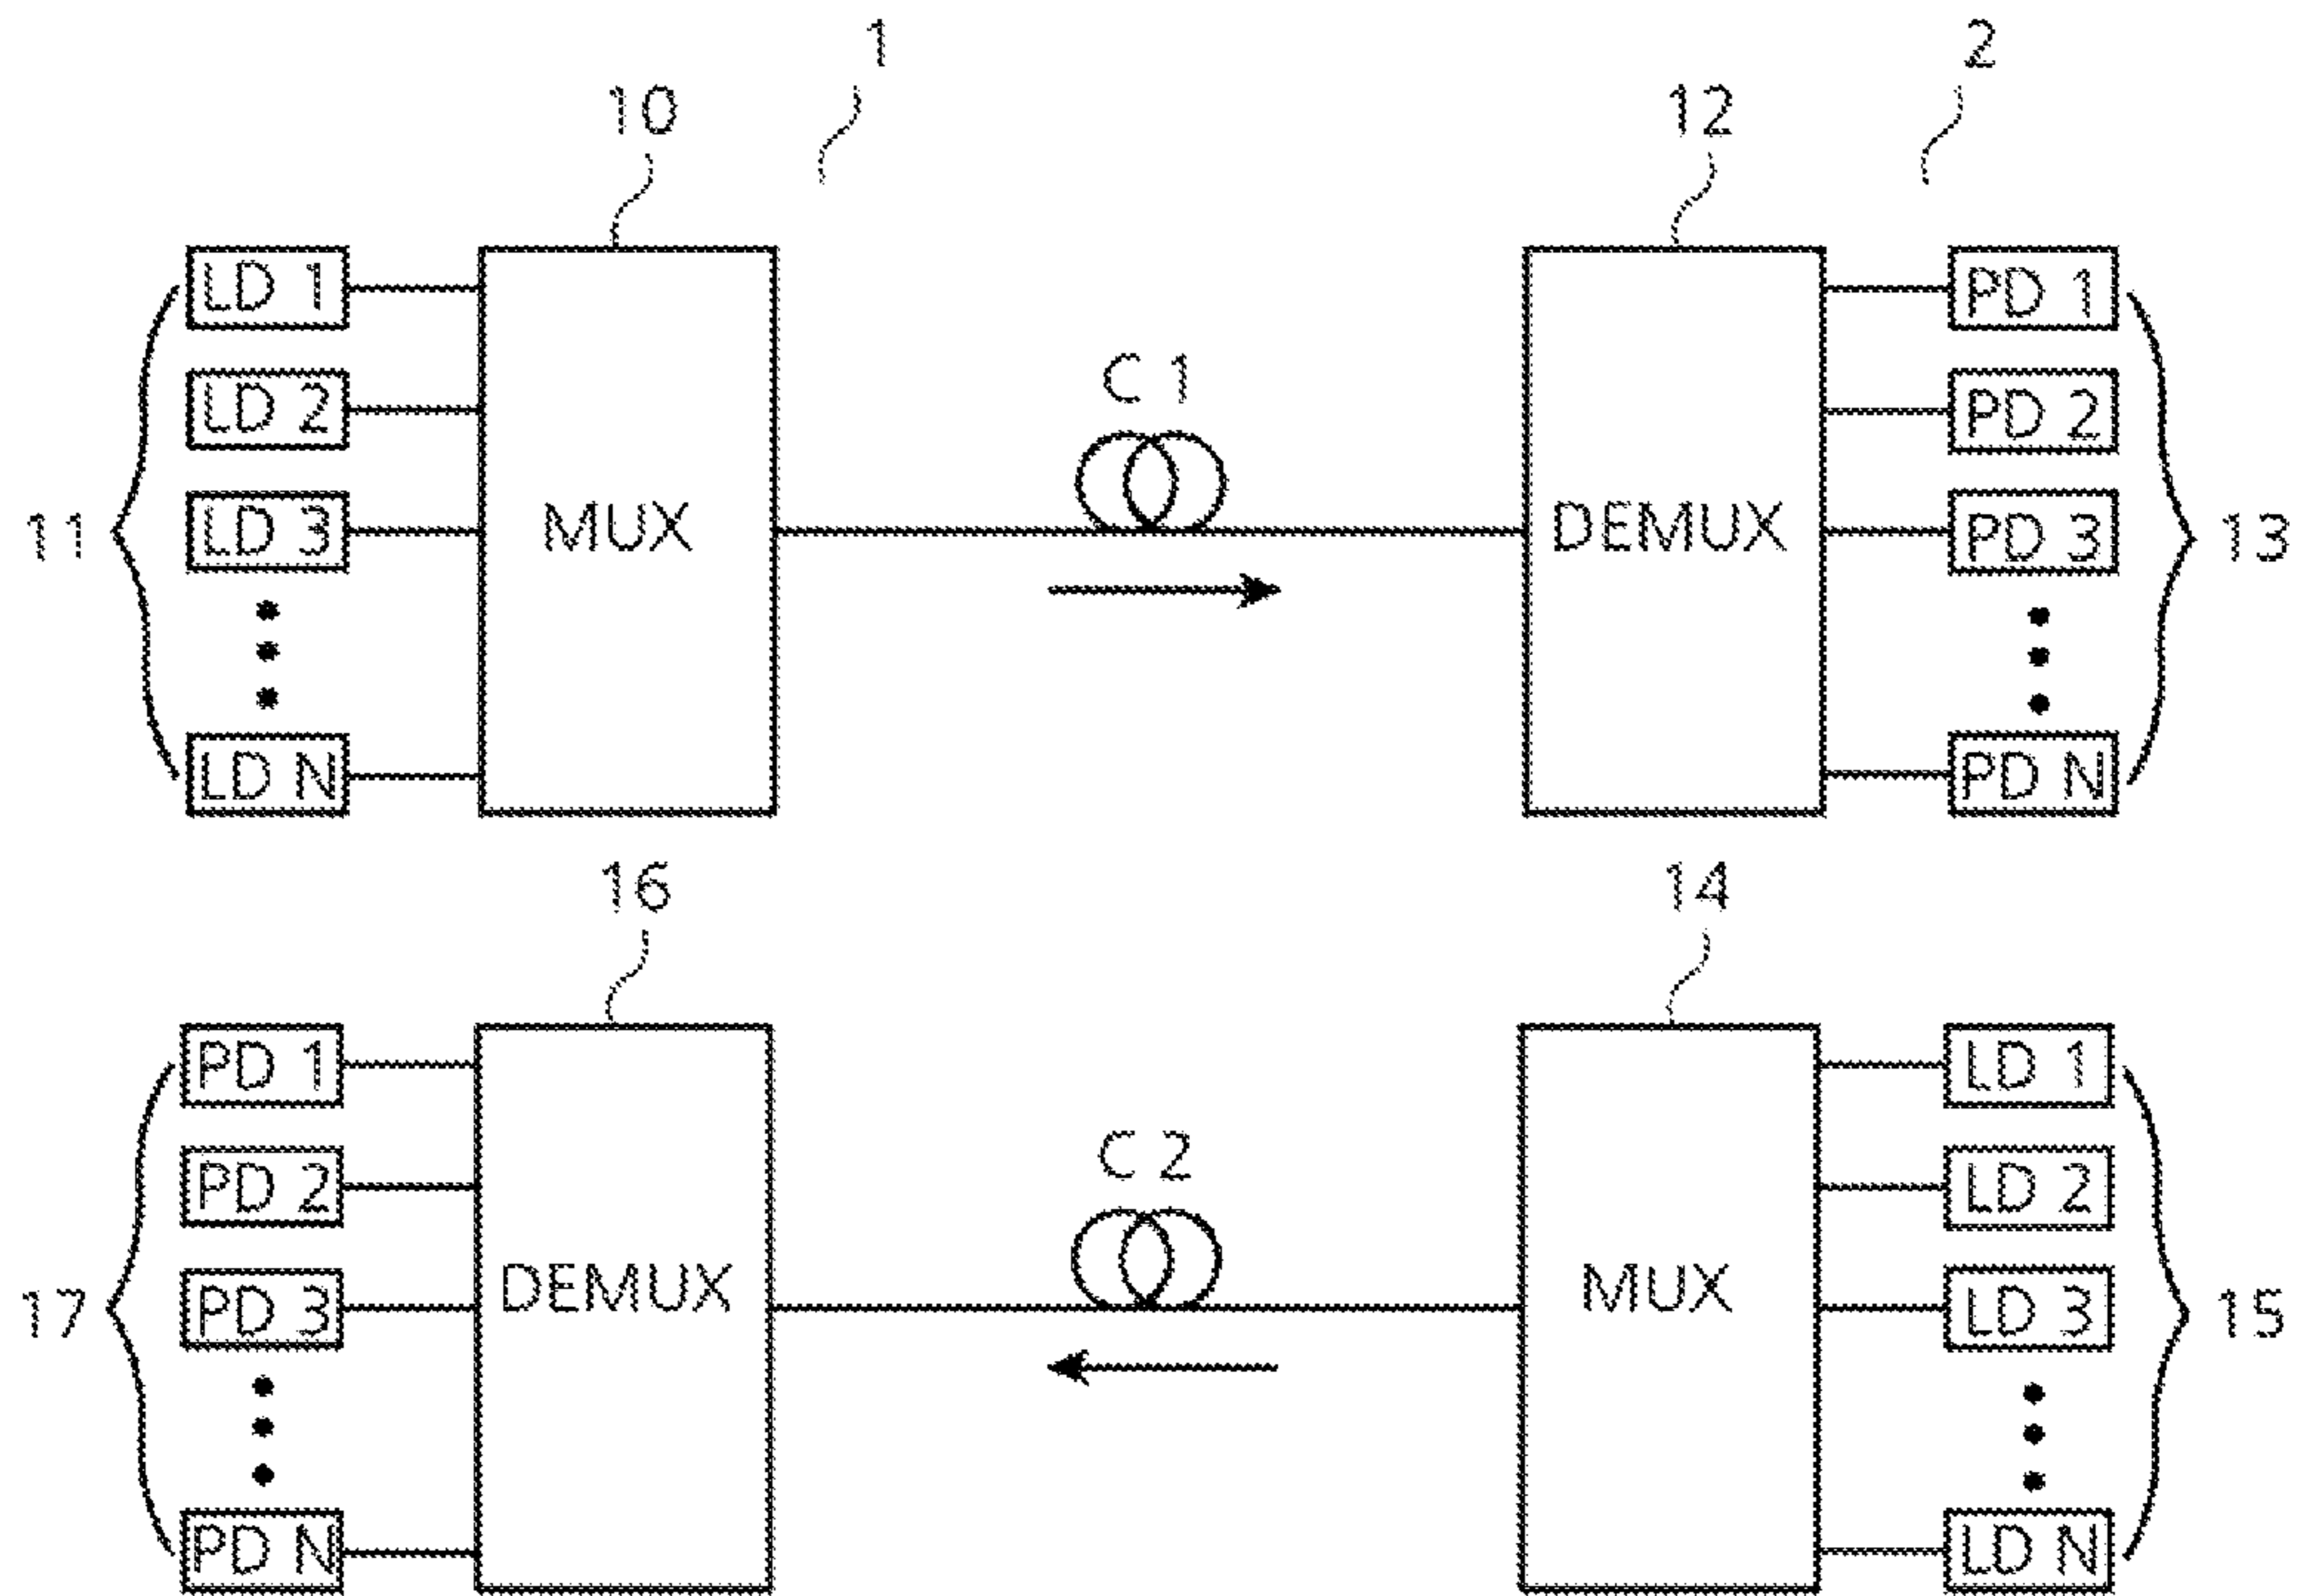 1
2
10
12
LD 1
PD 1
LD 2
C 1
PD 2
11
LD 3
MUX
DEMUX
PD 3
13
LD N
PD N
16
14
PD 1
LD 1
PD 2
C 2
LD 2
17
PD 3
DEMUX
MUX
LD 3
15
PD N
LD N